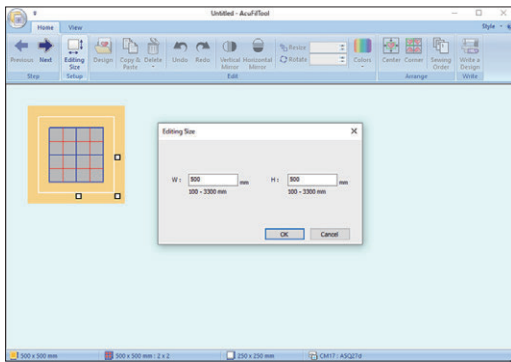 Untitled - AcuFilTool
Home View Style
Previous Next Editing Size Design Copy & Paste Delete Undo Redo Vertical Mirror Horizontal Mirror Resize Rotate Colors Center Corner Sewing Order Write a Design
Step Setup Edit Arrange Write
Editing Size
W : 500 mm H : 500 mm
100 - 3300 mm 100 - 3300 mm
OK Cancel
500 x 500 mm 500 x 500 mm : 2 x 2 250 x 250 mm CM17 : ASQ27d